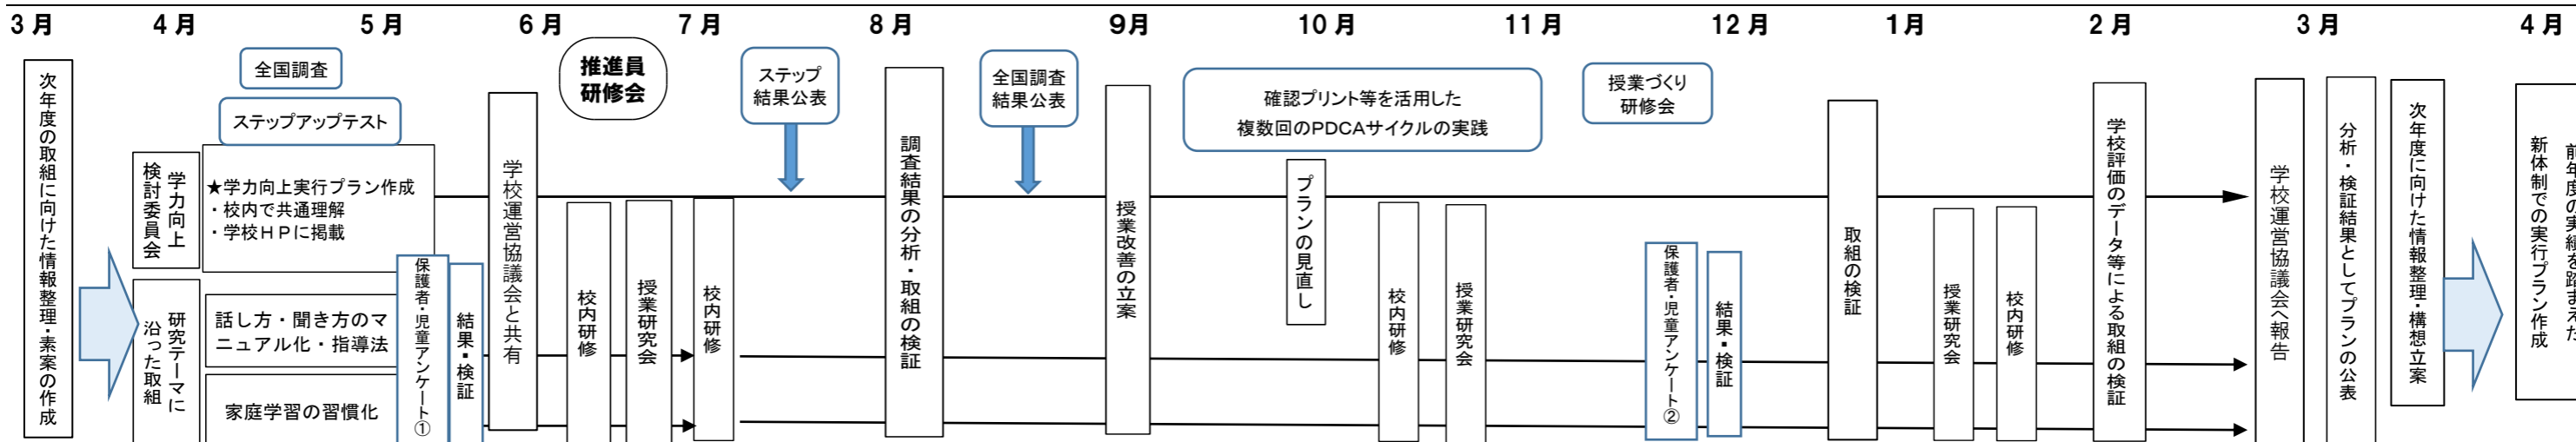 3月
4月
5月
6月
7月
8月
9月
10月
11月
12月
1月
2月
3月
4月
次年度の取組に向けた情報整理・素案の作成
全国調査
ステップアップテスト
学力向上
検討委員会
★学力向上実行プラン作成
・校内で共通理解
・学校HPに掲載
研究テーマに
沿った取組
話し方・聞き方のマ
ニュアル化・指導法
家庭学習の習慣化
保護者・児童アンケート①
結果・検証
学校運営協議会と共有
推進員
研修会
校内研修
授業研究会
校内研修
ステップ
結果公表
調査結果の分析・取組の検証
全国調査
結果公表
授業改善の立案
確認プリント等を活用した
複数回のPDCAサイクルの実践
プランの見直し
校内研修
授業研究会
授業づくり
研修会
保護者・児童アンケート②
結果・検証
取組の検証
授業研究会
校内研修
学校評価のデータ等による取組の検証
学校運営協議会へ報告
分析・検証結果としてプランの公表
次年度に向けた情報整理・構想立案
前年度の実績を踏まえた
新体制での実行プラン作成